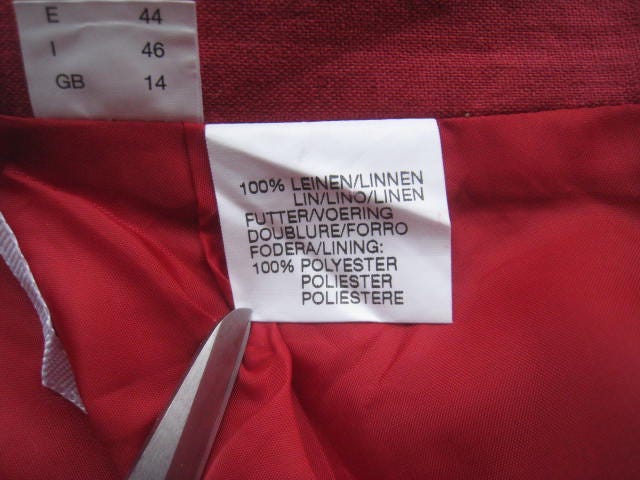 E 44
I 46
GB 14
100% LEINEN/LINNEN
LIN/LINO/LINEN
FUTTER/VOERING
DOUBLURE/FORRO
FODERA/LINING:
100% POLYESTER
POLIESTER
POLIESTERE